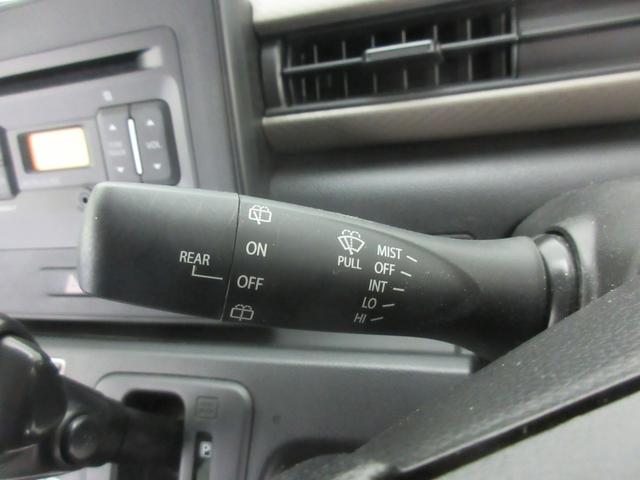 VOL
ON
REAR
OFF
PULL
MIST
OFF
INT
LO
HI
P